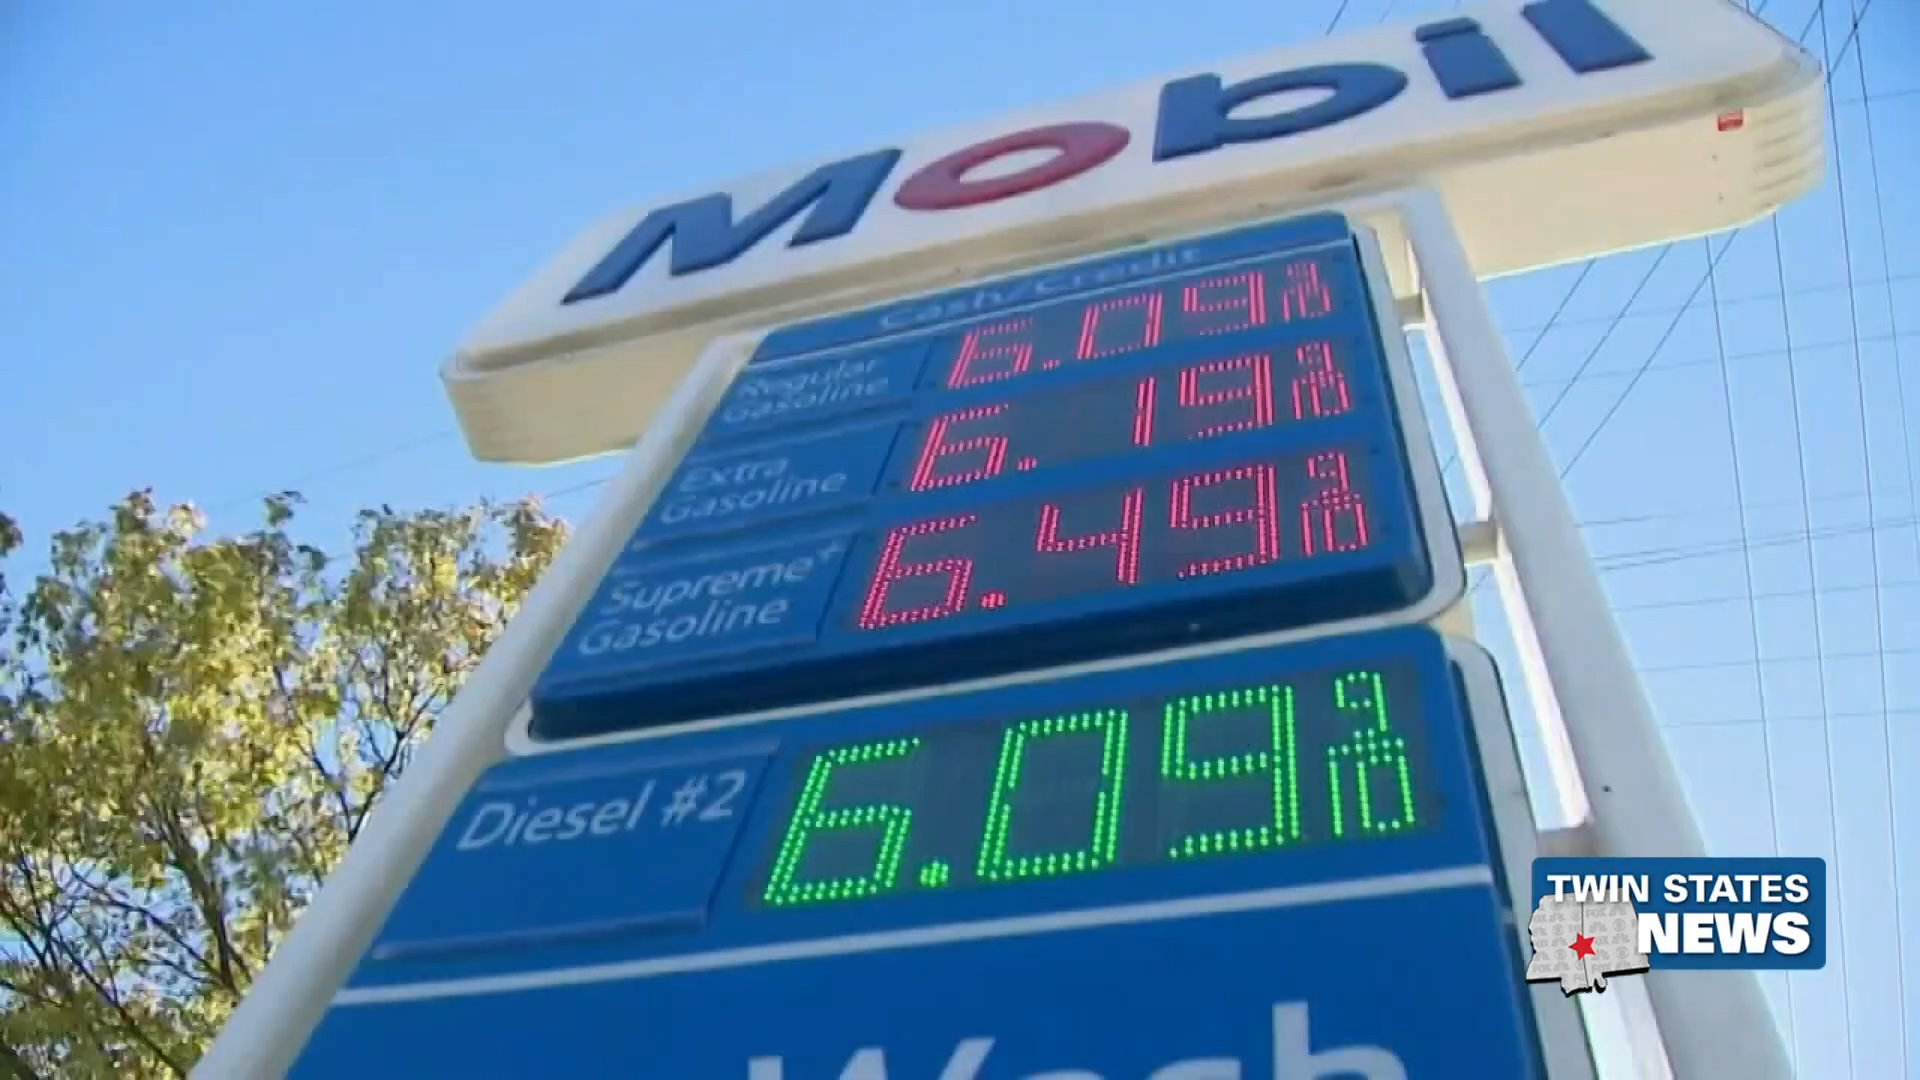 Mobil
Cash/Credit
Regular
Gasoline
6.09 9/10
Extra
Gasoline
6.19 9/10
Supreme+
Gasoline
6.49 9/10
Diesel #2
6.09 9/10
Wash
TWIN STATES
NEWS